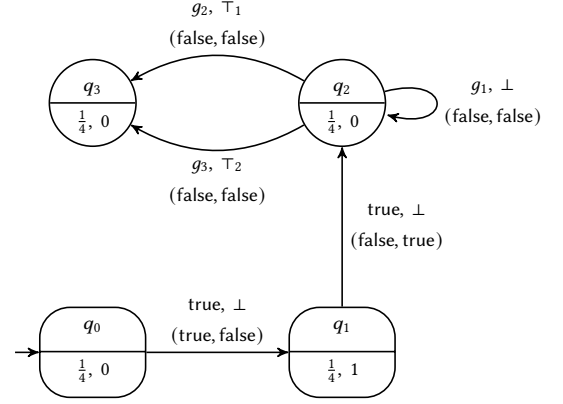 g₂, ⊤₁
(false, false)
q₃
¼, 0
q₂
¼, 0
g₁, ⊥
(false, false)
g₃, ⊤₂
(false, false)
true, ⊥
(false, true)
true, ⊥
(true, false)
q₀
¼, 0
q₁
¼, 1